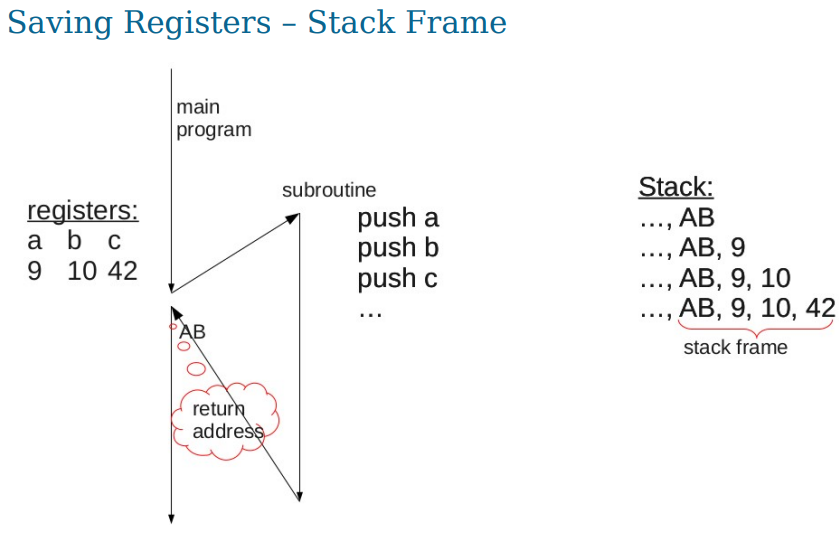 Saving Registers – Stack Frame
main
program
subroutine
registers:
a b c
9 10 42
push a
push b
push c
...
Stack:
..., AB
..., AB, 9
..., AB, 9, 10
..., AB, 9, 10, 42
stack frame
AB
return
address